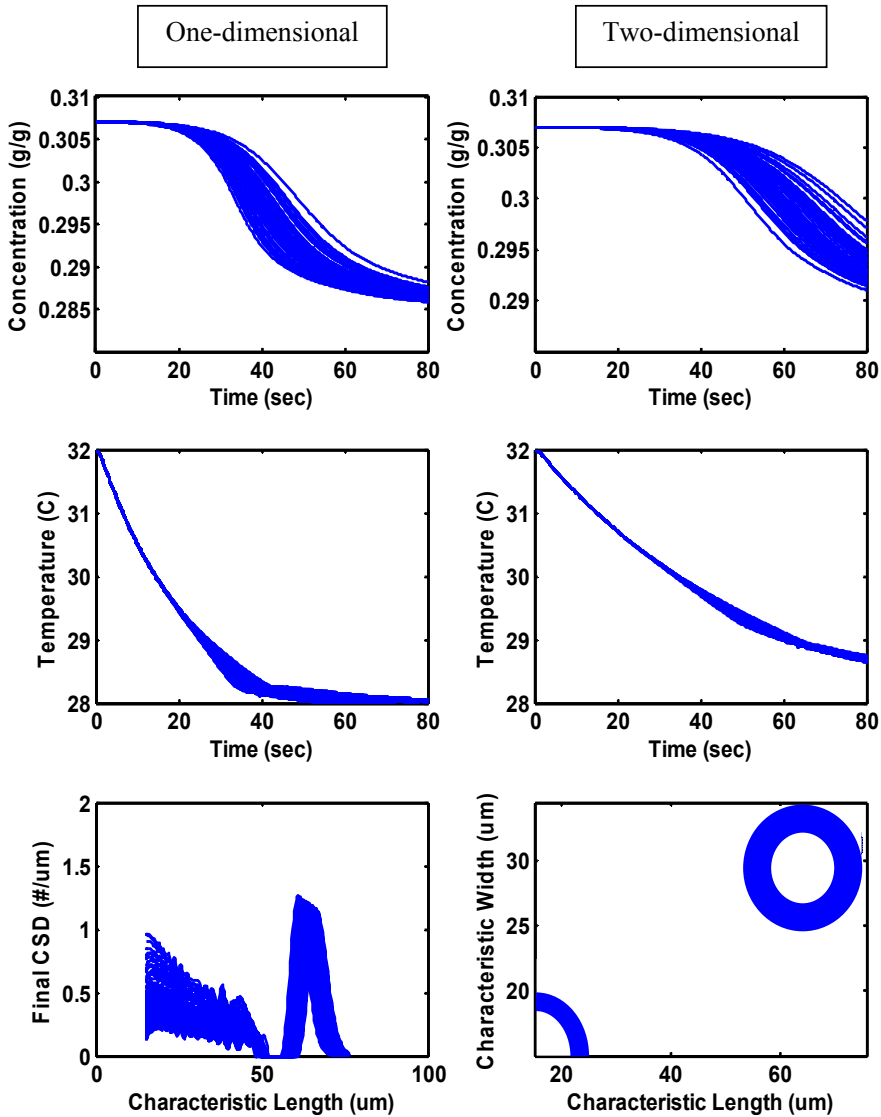 One-dimensional
Two-dimensional
0.31
0.305
0.3
0.295
0.29
0.285
Concentration (g/g)
0 20 40 60 80
Time (sec)
0.31
0.305
0.3
0.295
0.29
Concentration (g/g)
0 20 40 60 80
Time (sec)
32
31
30
29
28
Temperature (C)
0 20 40 60 80
Time (sec)
32
31
30
29
28
Temperature (C)
0 20 40 60 80
Time (sec)
2
1.5
1
0.5
0
Final CSD (#/um)
0 50 100
Characteristic Length (um)
30
25
20
Characteristic Width (um)
20 40 60
Characteristic Length (um)